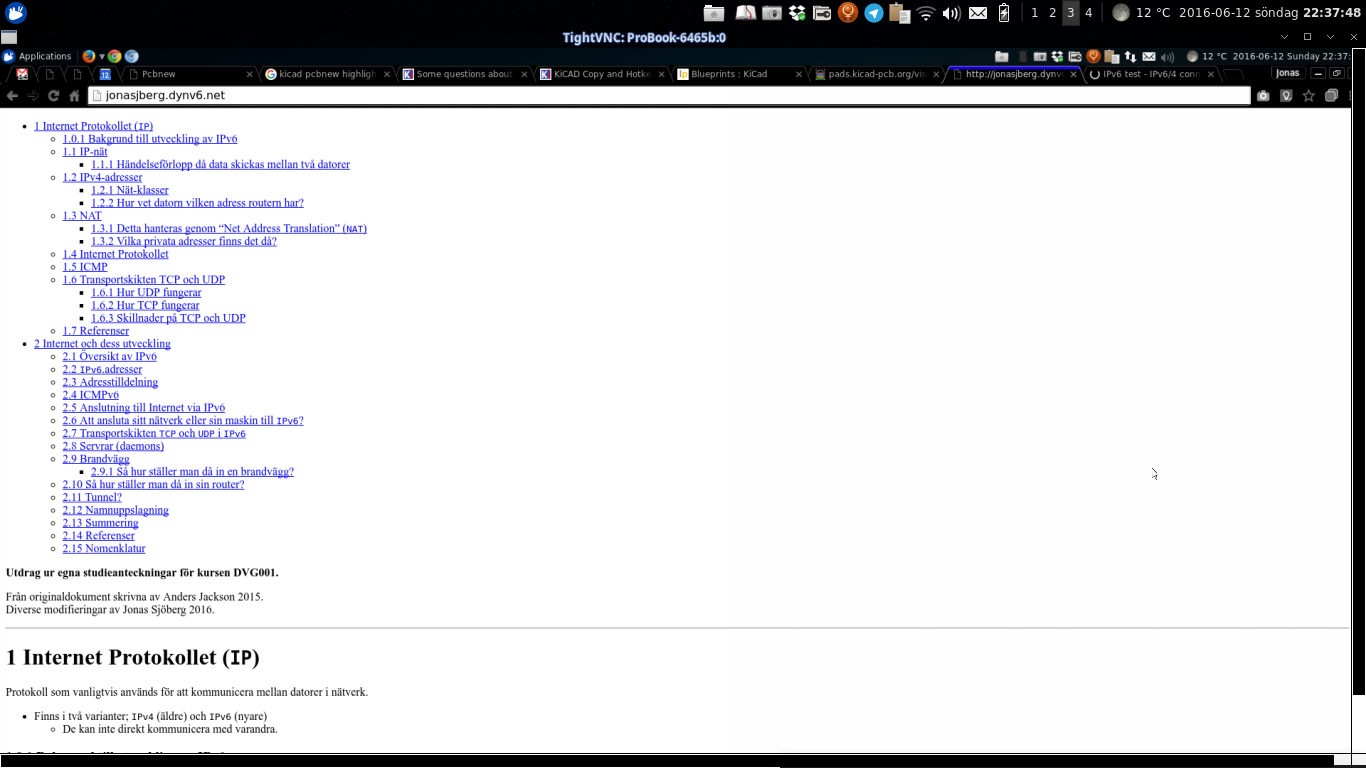 1 2 3 4 12 °C 2016-06-12 söndag 22:37:48
TightVNC: ProBook-6465b:0
Applications 12 °C 2016-06-12 Sunday 22:37:
12 Pcbnew kicad pcbnew highligh Some questions about KiCAD Copy and Hotke Blueprints : KiCad pads.kicad-pcb.org/vis http://jonasjberg.dynv IPv6 test - IPv6/4 conn Jonas
jonasjberg.dynv6.net
1 Internet Protokollet (IP)
1.0.1 Bakgrund till utveckling av IPv6
1.1 IP-nät
1.1.1 Händelseförlopp då data skickas mellan två datorer
1.2 IPv4-adresser
1.2.1 Nät-klasser
1.2.2 Hur vet datorn vilken adress routern har?
1.3 NAT
1.3.1 Detta hanteras genom “Net Address Translation” (NAT)
1.3.2 Vilka privata adresser finns det då?
1.4 Internet Protokollet
1.5 ICMP
1.6 Transportskikten TCP och UDP
1.6.1 Hur UDP fungerar
1.6.2 Hur TCP fungerar
1.6.3 Skillnader på TCP och UDP
1.7 Referenser
2 Internet och dess utveckling
2.1 Översikt av IPv6
2.2 IPv6.adresser
2.3 Adresstilldelning
2.4 ICMPv6
2.5 Anslutning till Internet via IPv6
2.6 Att ansluta sitt nätverk eller sin maskin till IPv6?
2.7 Transportskikten TCP och UDP i IPv6
2.8 Servrar (daemons)
2.9 Brandvägg
2.9.1 Så hur ställer man då in en brandvägg?
2.10 Så hur ställer man då in sin router?
2.11 Tunnel?
2.12 Namnuppslagning
2.13 Summering
2.14 Referenser
2.15 Nomenklatur
Utdrag ur egna studieanteckningar för kursen DVG001.
Från originaldokument skrivna av Anders Jackson 2015.
Diverse modifieringar av Jonas Sjöberg 2016.
1 Internet Protokollet (IP)
Protokoll som vanligtvis används för att kommunicera mellan datorer i nätverk.
Finns i två varianter; IPv4 (äldre) och IPv6 (nyare)
De kan inte direkt kommunicera med varandra.